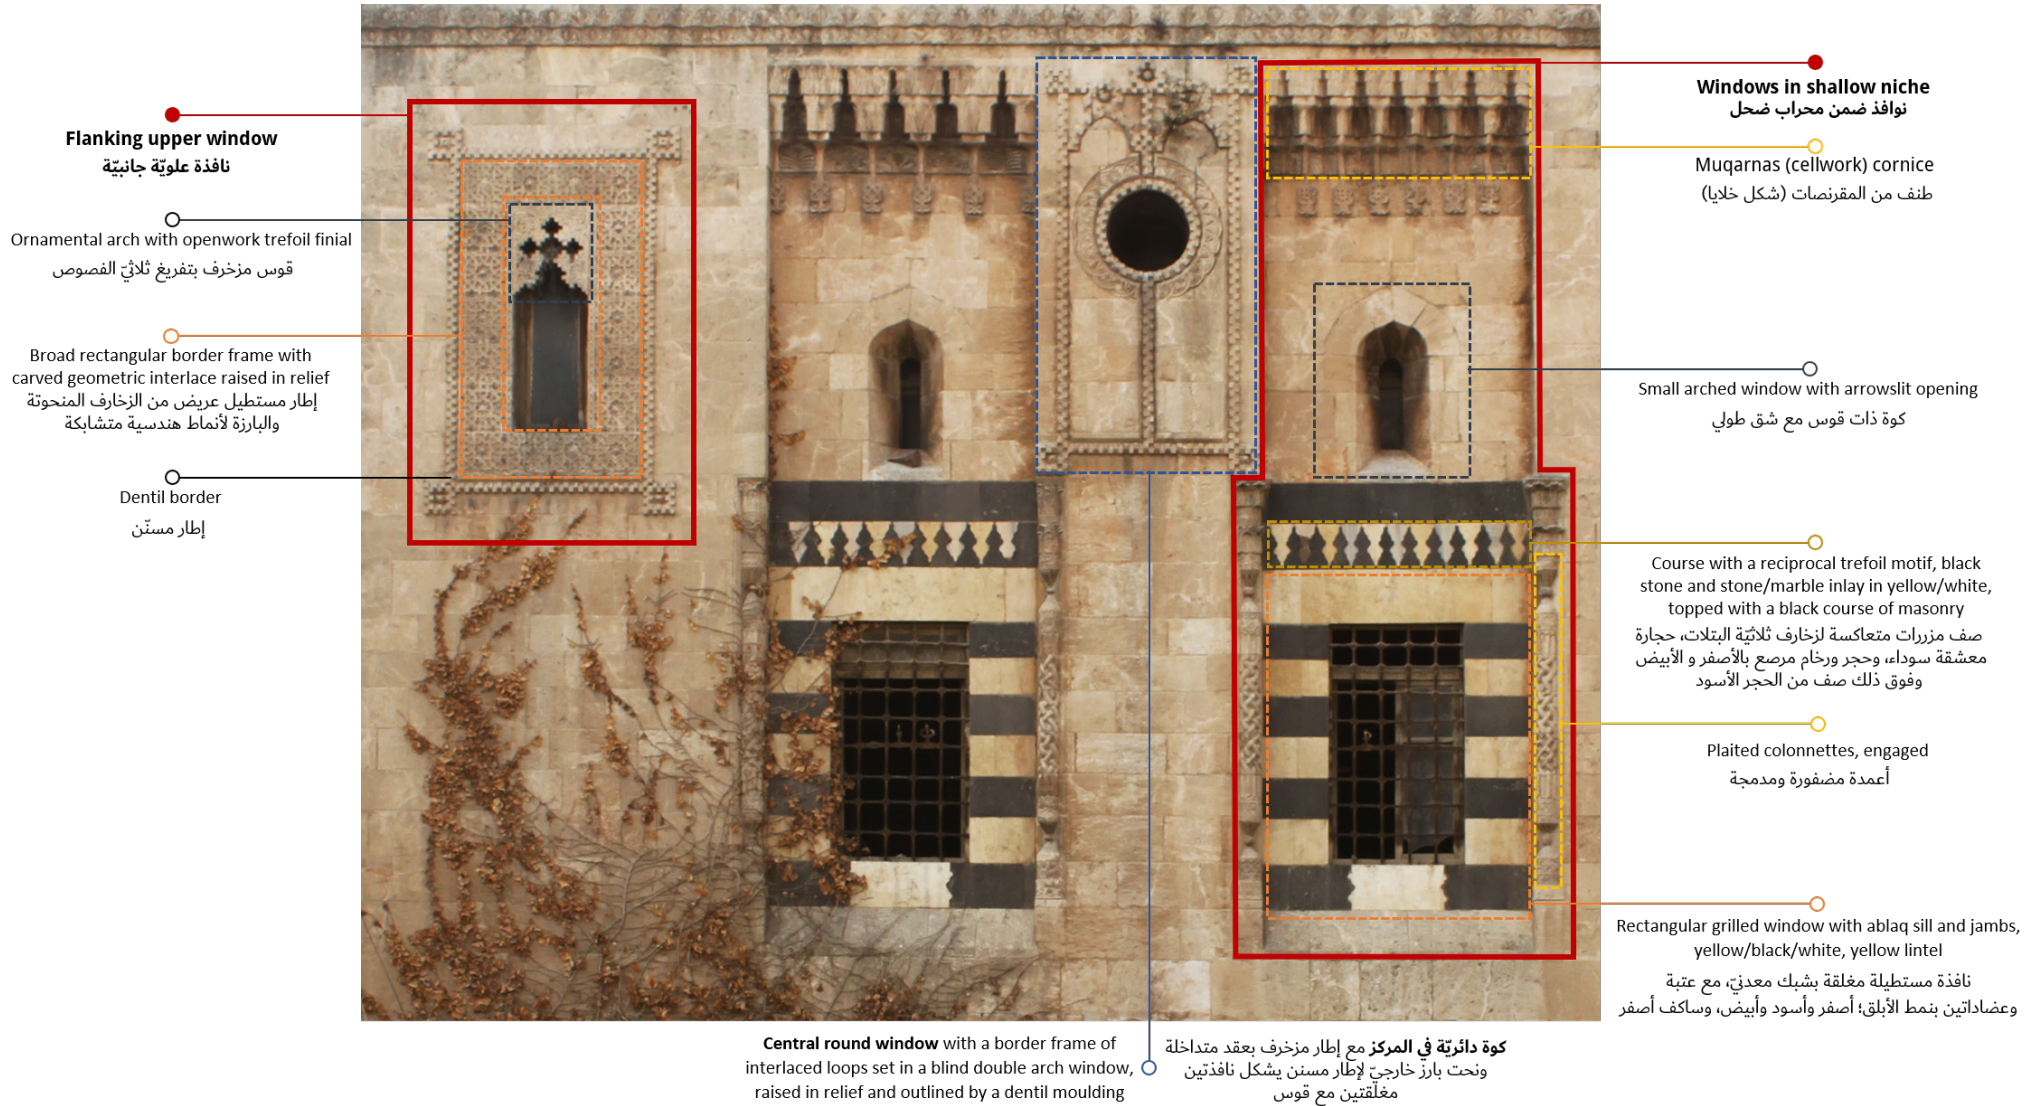 Flanking upper window
نافذة علويّة جانبيّة
Ornamental arch with openwork trefoil finial
قوس مزخرف بتفريغ ثلاثيّ الفصوص
Broad rectangular border frame with
carved geometric interlace raised in relief
إطار مستطيل عريض من الزخارف المنحوتة
والبارزة لأنماط هندسية متشابكة
Dentil border
إطار مسنّن
Windows in shallow niche
نوافذ ضمن محراب ضحل
Muqarnas (cellwork) cornice
طنف من المقرنصات (شكل خلايا)
Small arched window with arrowslit opening
كوة ذات قوس مع شق طولي
Course with a reciprocal trefoil motif, black
stone and stone/marble inlay in yellow/white,
topped with a black course of masonry
صف مزررات متعاكسة لزخارف ثلاثيّة البتلات، حجارة
معشقة سوداء، وحجر ورخام مرصع بالأصفر و الأبيض
وفوق ذلك صف من الحجر الأسود
Plaited colonnettes, engaged
أعمدة مضفورة ومدمجة
Rectangular grilled window with ablaq sill and jambs,
yellow/black/white, yellow lintel
نافذة مستطيلة مغلقة بشبك معدنيّ، مع عتبة
وعضاداتين بنمط الأبلق؛ أصفر وأسود وأبيض، وساكف أصفر
Central round window with a border frame of
interlaced loops set in a blind double arch window,
raised in relief and outlined by a dentil moulding
كوة دائريّة في المركز مع إطار مزخرف بعقد متداخلة
ونحت بارز خارجيّ لإطار مسنن يشكل نافذتين
مغلقتين مع قوس